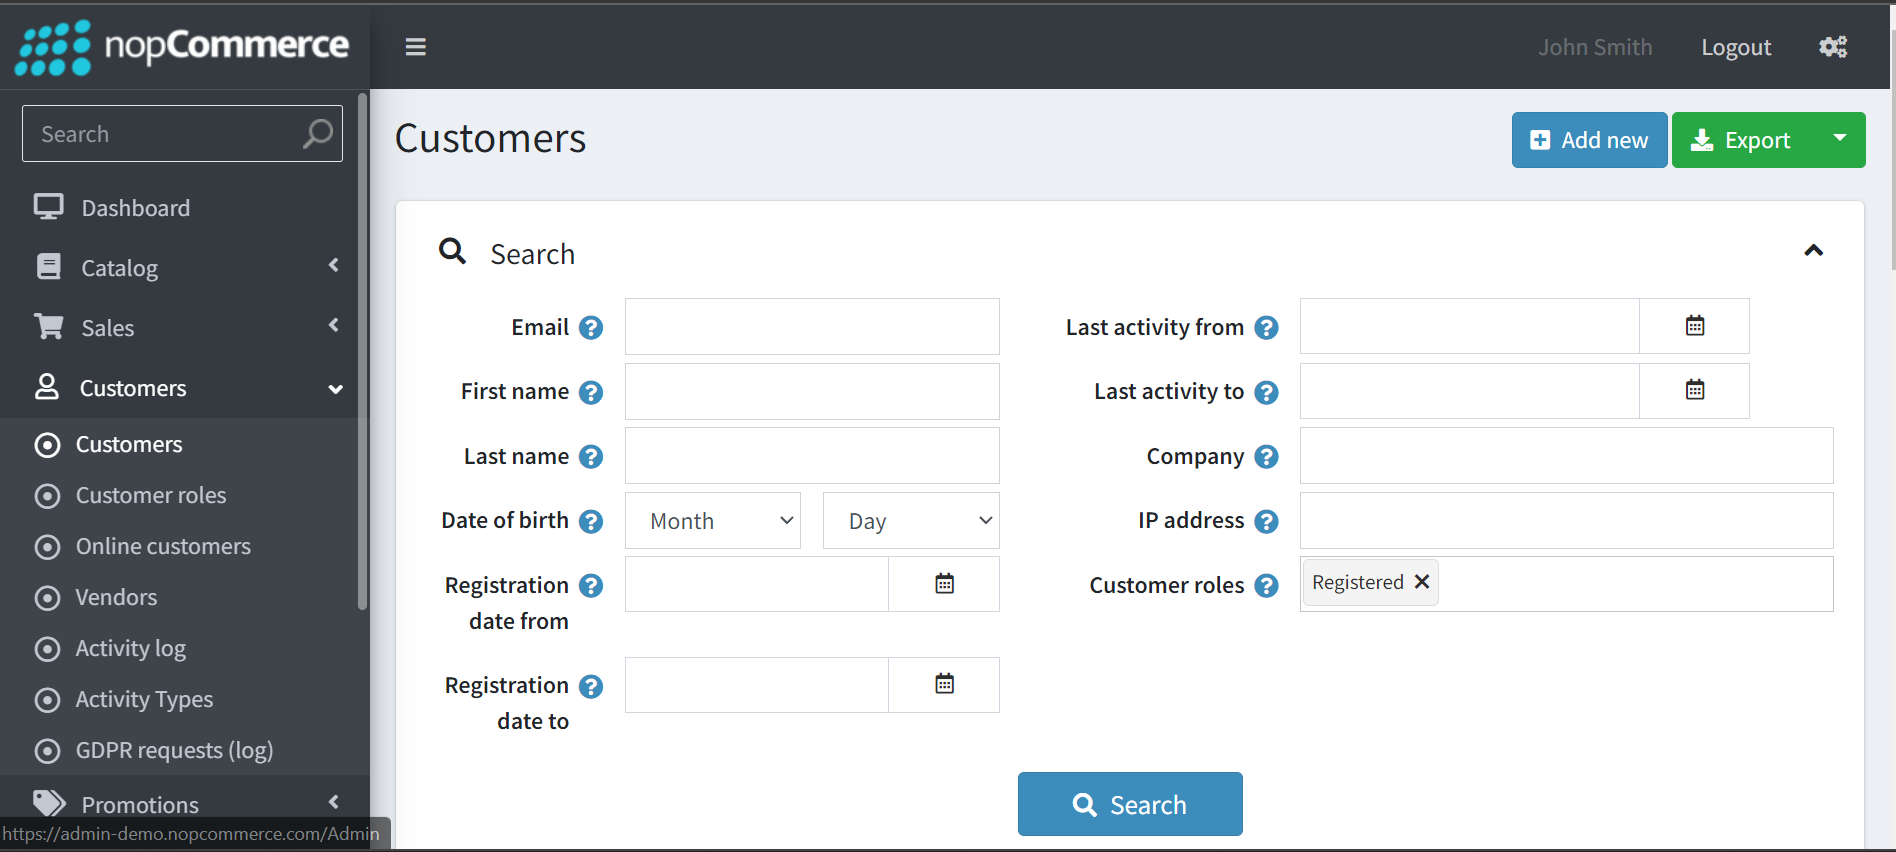 nopCommerce
John Smith
Logout
Search
Dashboard
Catalog
Sales
Customers
Customers
Customer roles
Online customers
Vendors
Activity log
Activity Types
GDPR requests (log)
Promotions
https://admin-demo.nopcommerce.com/Admin
Customers
Add new
Export
Search
Email
First name
Last name
Date of birth
Month
Day
Registration
date from
Registration
date to
Last activity from
Last activity to
Company
IP address
Customer roles
Registered
Search